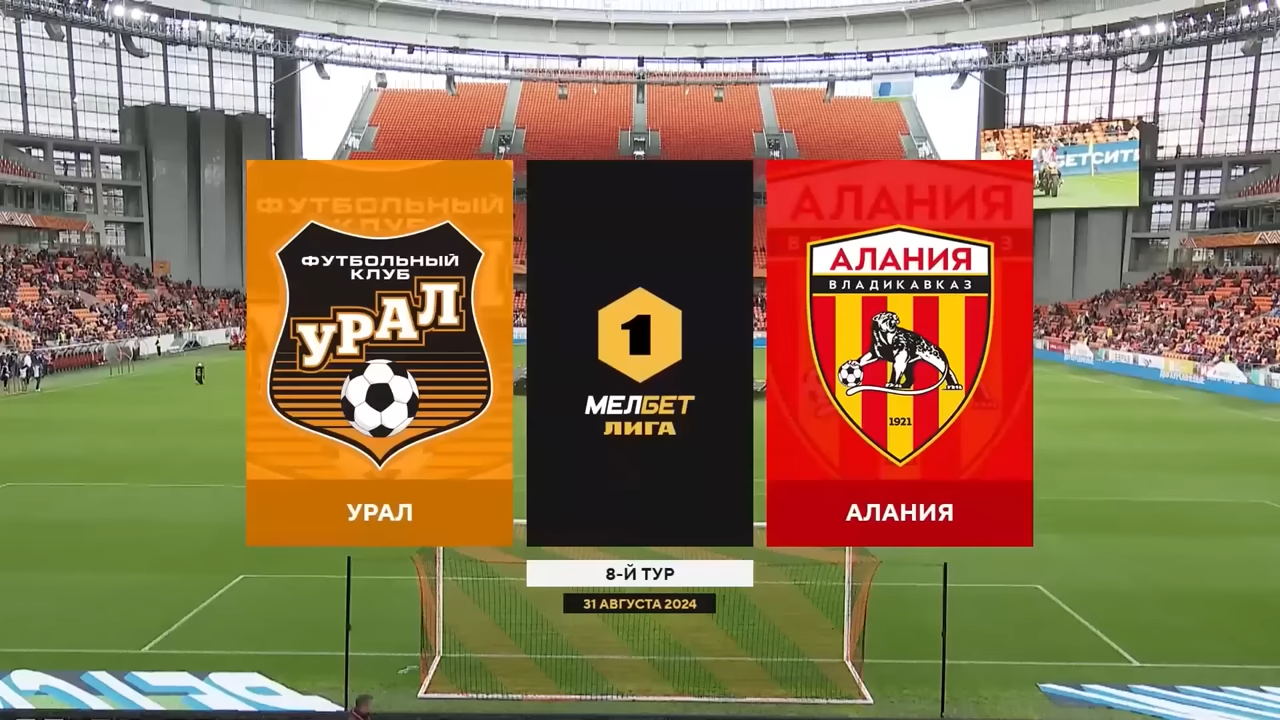 ФУТБОЛЬНЫЙ
КЛУБ
ФУТБОЛЬНЫЙ
КЛУБ
УРАЛ
УРАЛ
1
МЕЛБЕТ
ЛИГА
АЛАНИЯ
АЛАНИЯ
ВЛАДИКАВКАЗ
1921
АЛАНИЯ
8-Й ТУР
31 АВГУСТА 2024
БЕТСИТИ